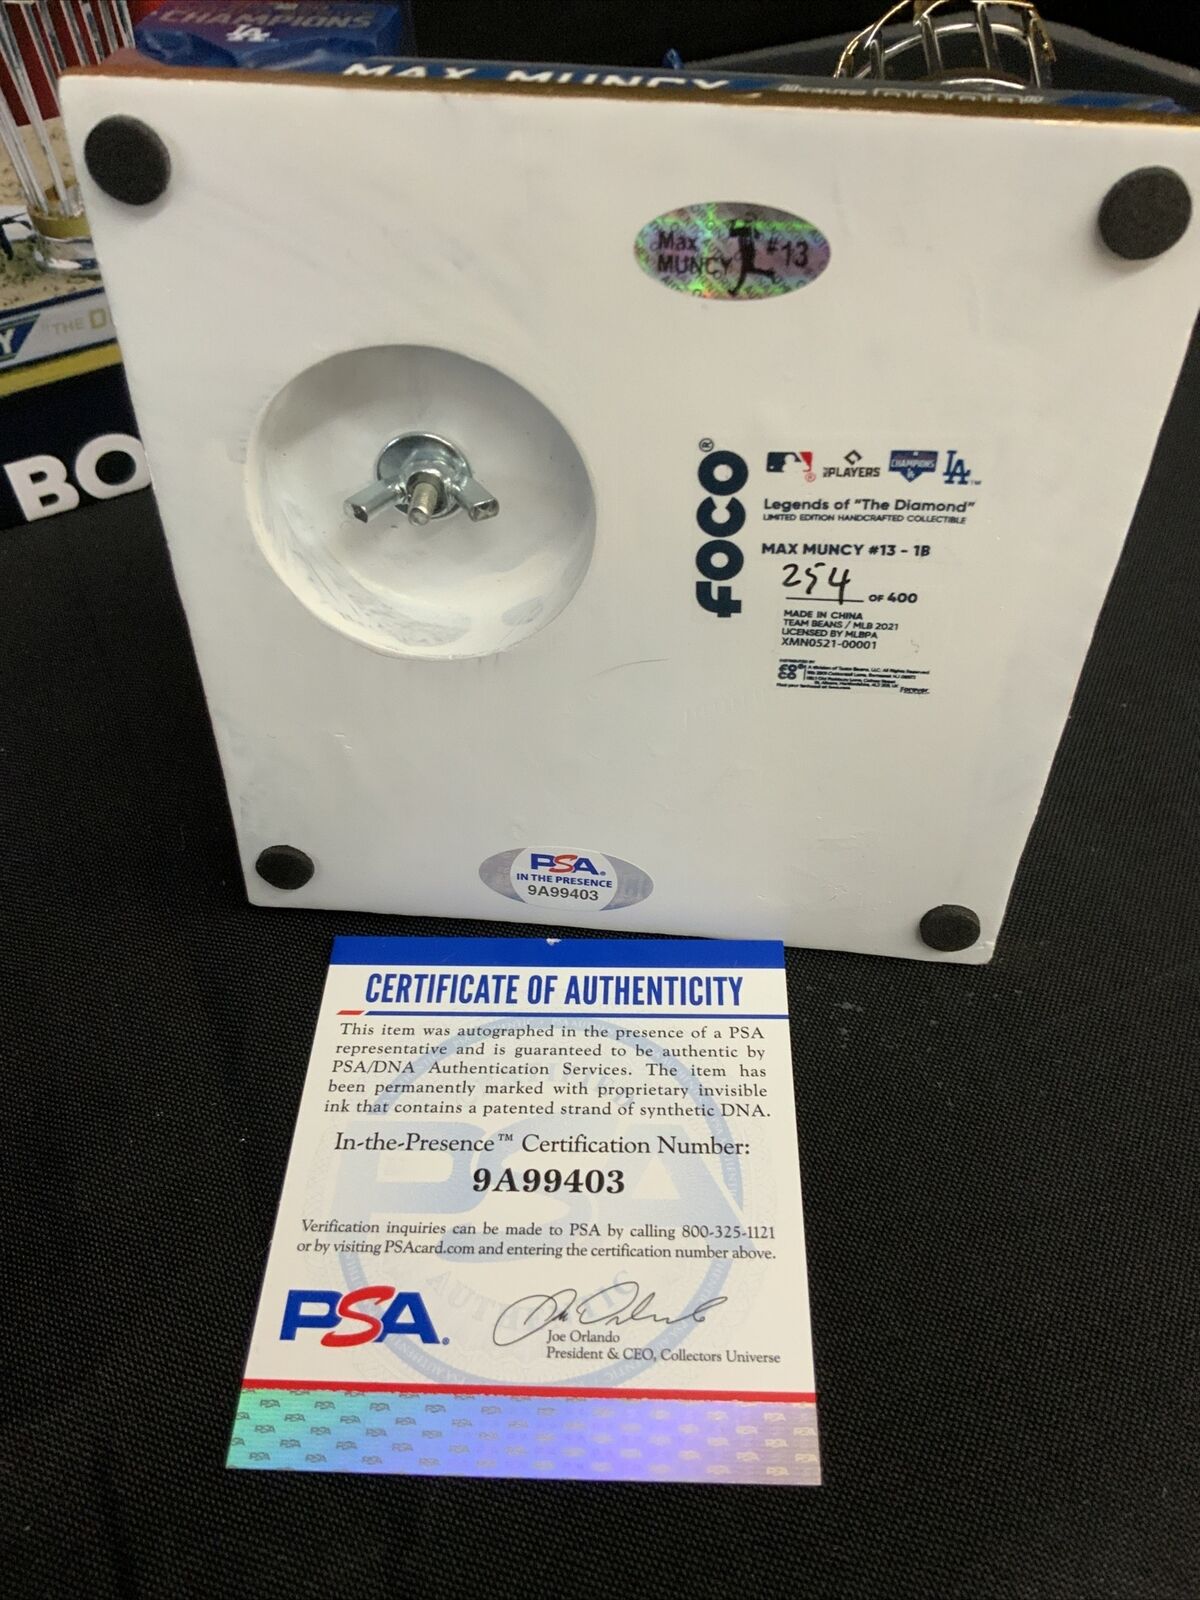 CHAMPIONS
LA
MAX MUNCY
"THE D
Y
BO
Max
MUNCY
#13
foco®
PLAYERS
CHAMPIONS
LA
Legends of "The Diamond"
LIMITED EDITION HANDCRAFTED COLLECTIBLE
MAX MUNCY #13 - 1B
254 OF 400
MADE IN CHINA
TEAM BEANS / MLB 2021
LICENSED BY MLBPA
XMN0521-00001
Forever
PSA
IN THE PRESENCE
9A99403
CERTIFICATE OF AUTHENTICITY
This item was autographed in the presence of a PSA
representative and is guaranteed to be authentic by
PSA/DNA Authentication Services. The item has
been permanently marked with proprietary invisible
ink that contains a patented strand of synthetic DNA.
In-the-Presence™ Certification Number:
9A99403
Verification inquiries can be made to PSA by calling 800-325-1121
or by visiting PSAcard.com and entering the certification number above.
PSA
Joe Orlando
President & CEO, Collectors Universe